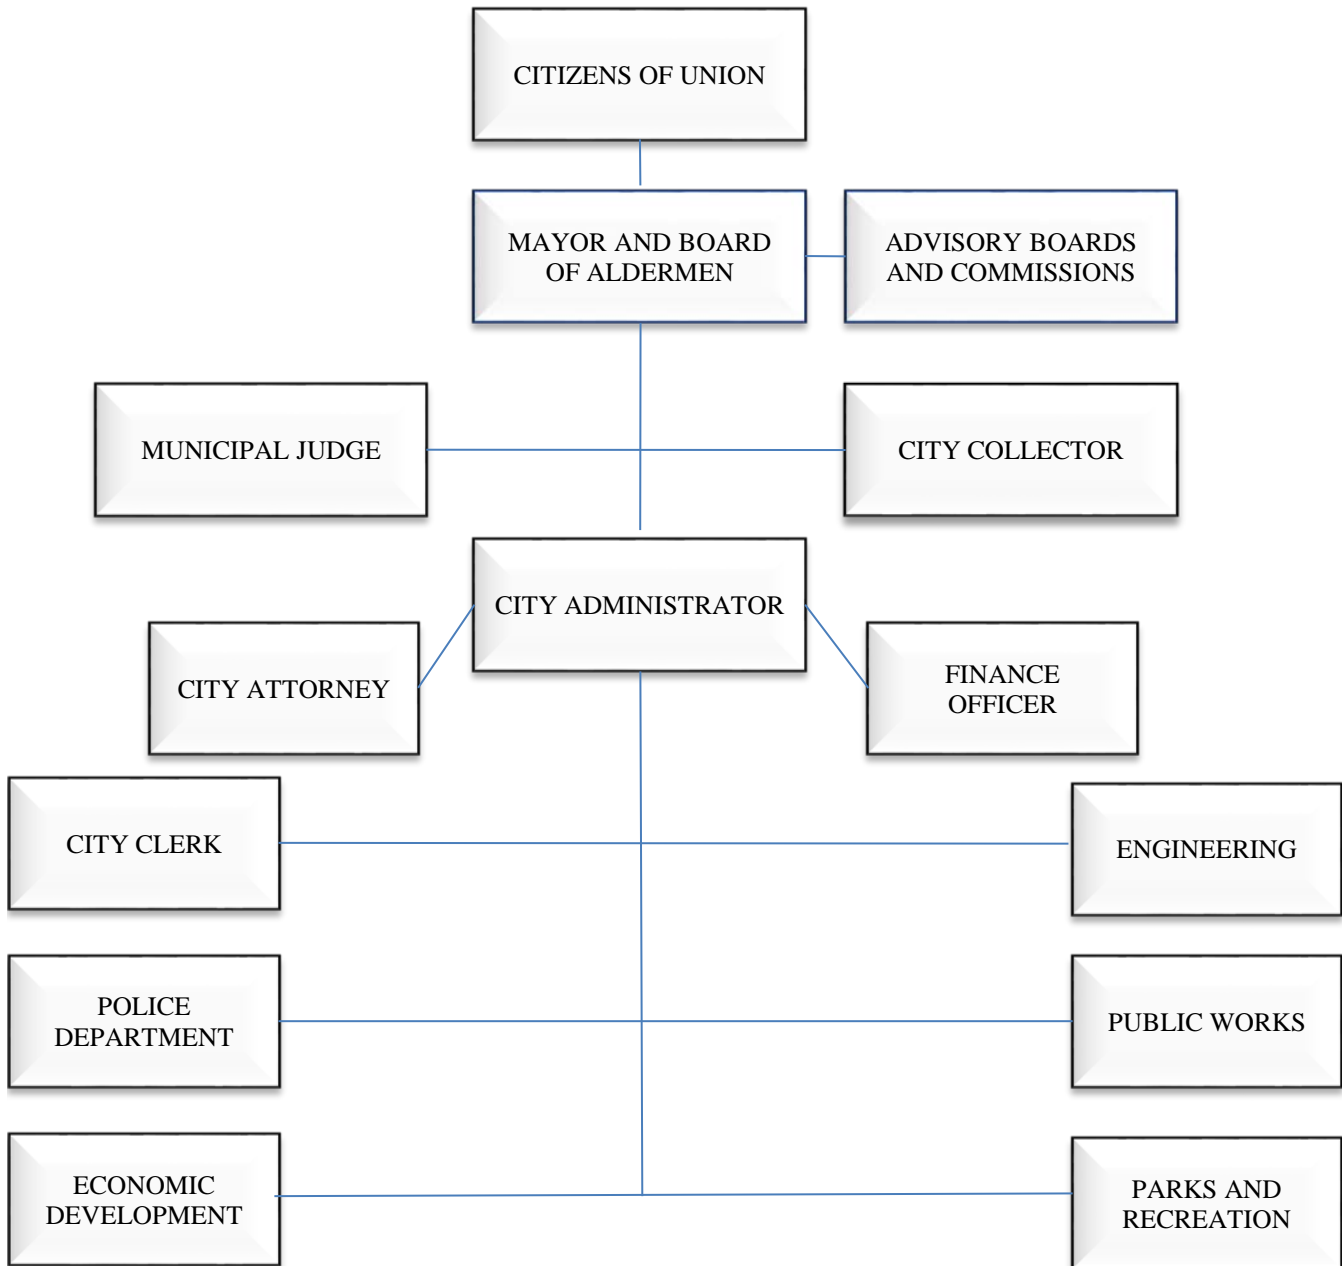 CITIZENS OF UNION
MAYOR AND BOARD
OF ALDERMEN
ADVISORY BOARDS
AND COMMISSIONS
MUNICIPAL JUDGE
CITY COLLECTOR
CITY ADMINISTRATOR
CITY ATTORNEY
FINANCE
OFFICER
CITY CLERK
ENGINEERING
POLICE
DEPARTMENT
PUBLIC WORKS
ECONOMIC
DEVELOPMENT
PARKS AND
RECREATION